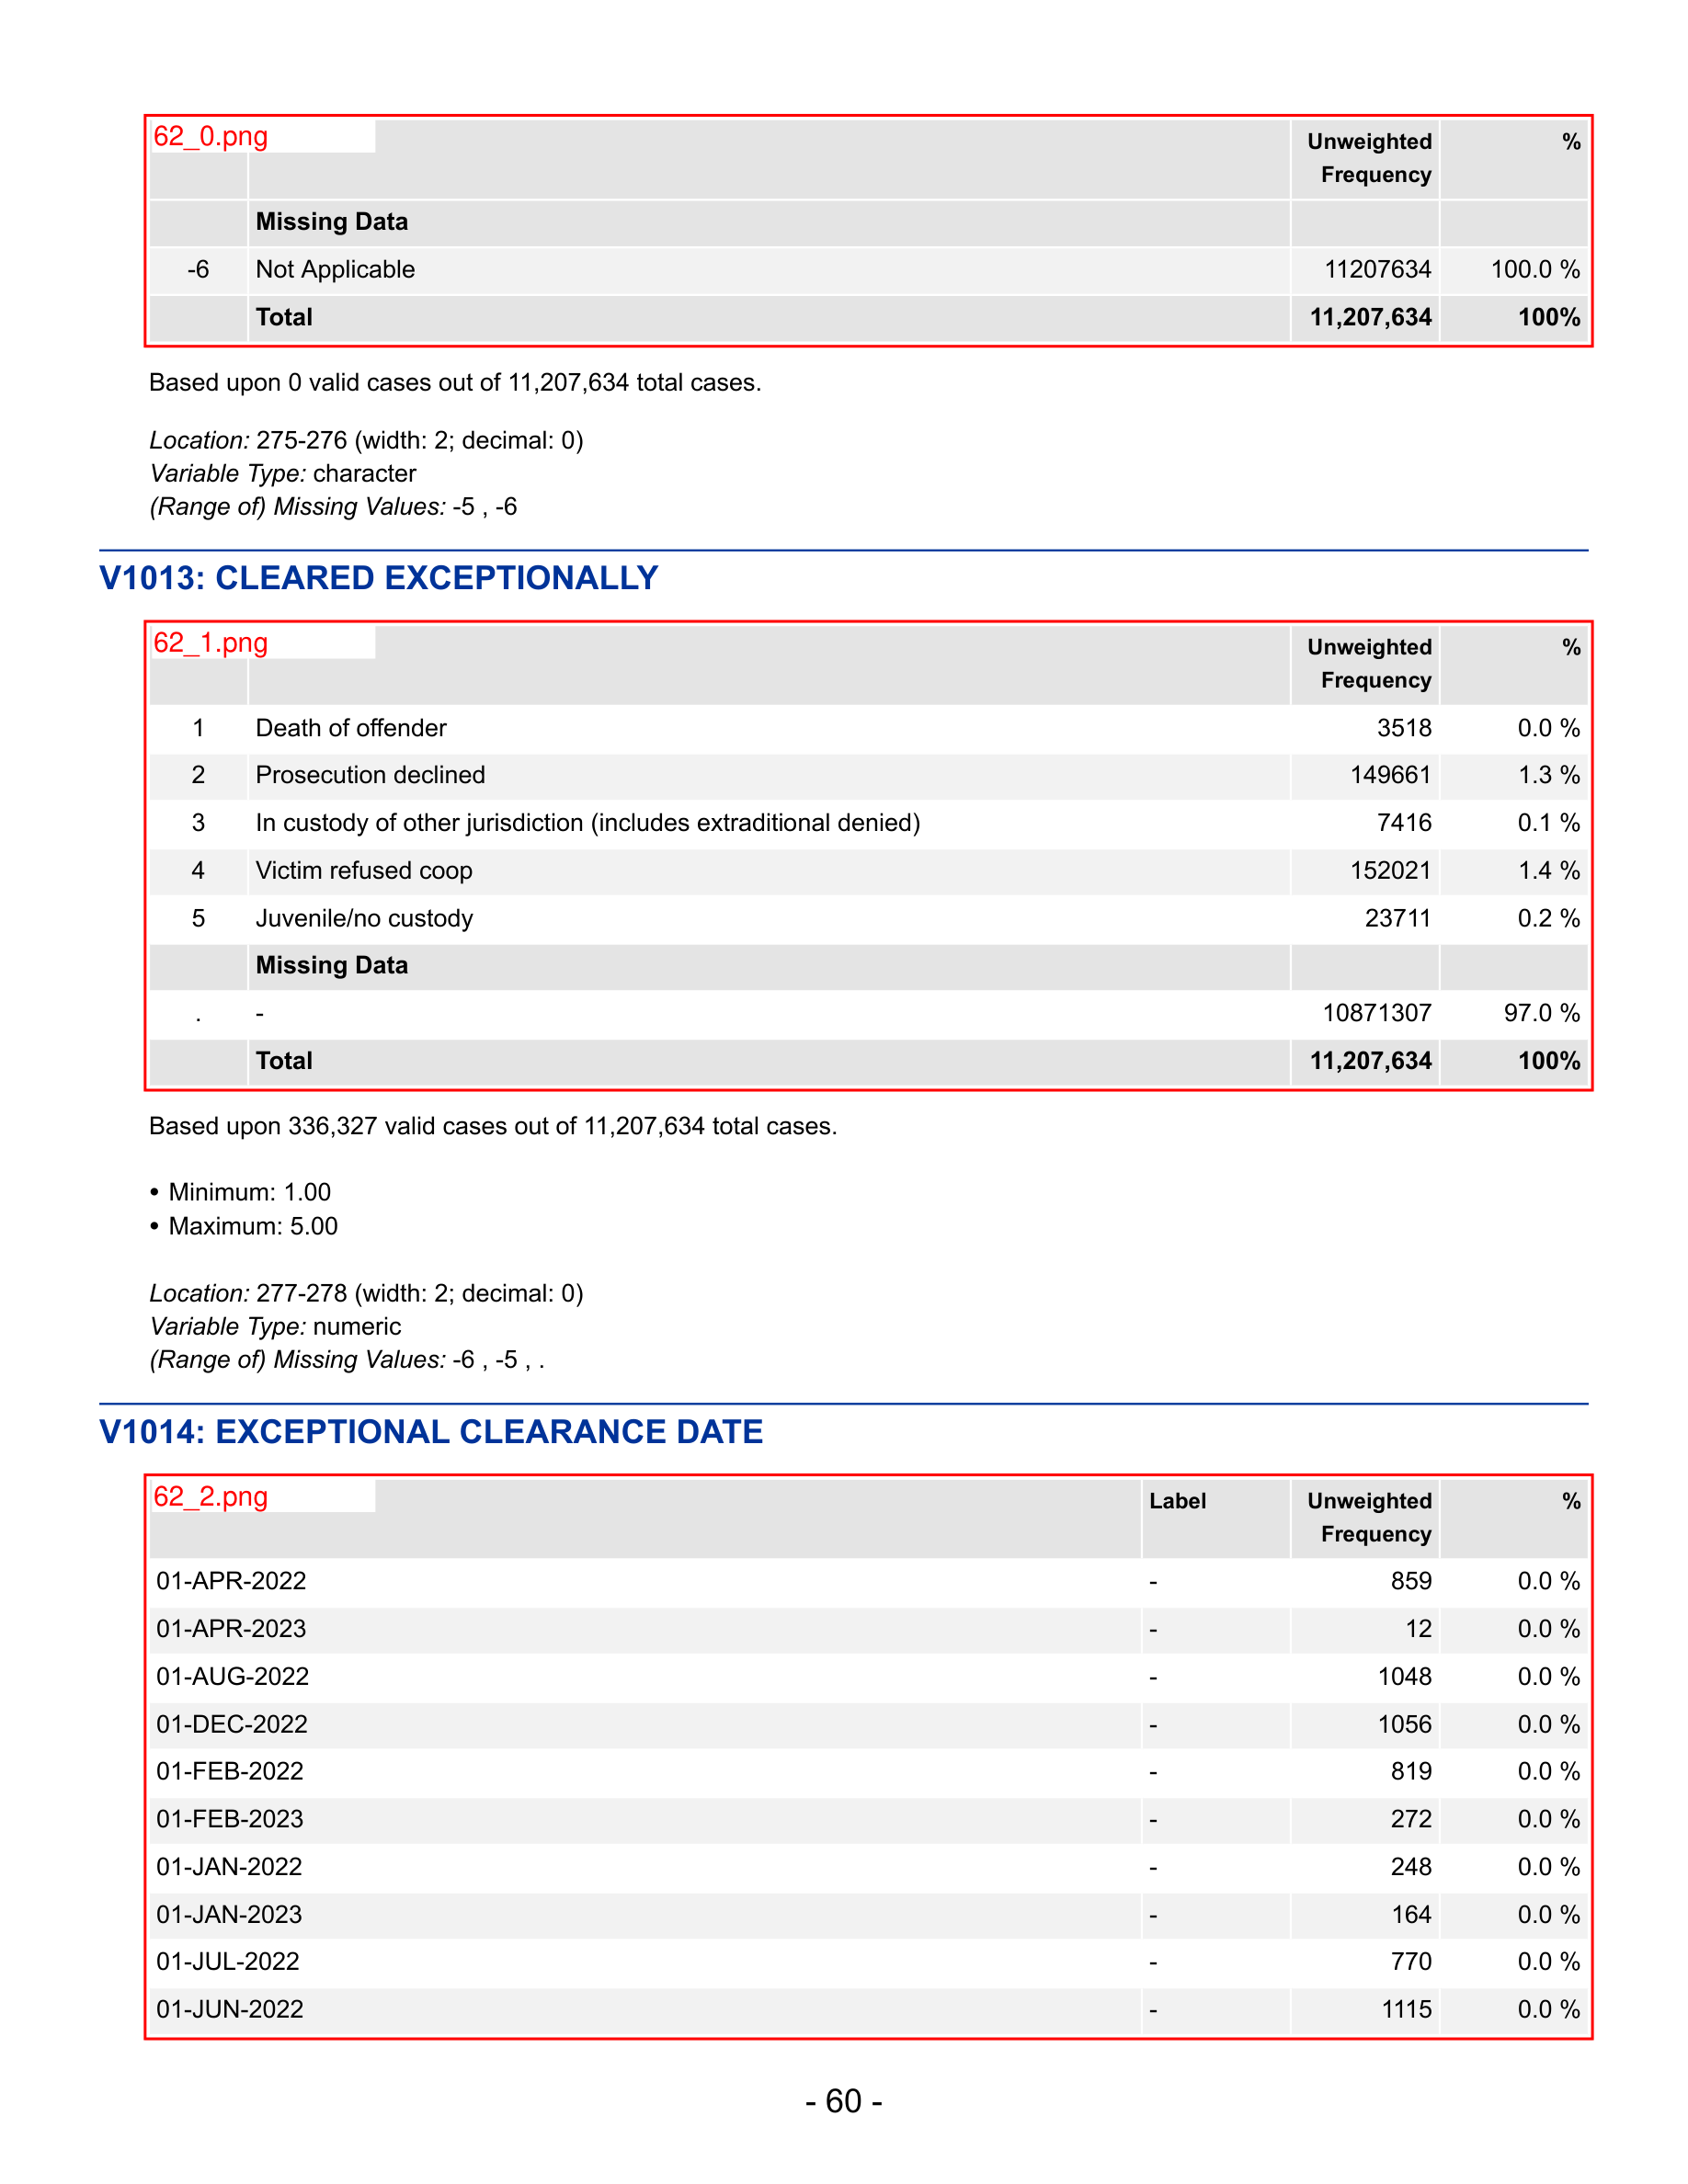 62_0.png
Unweighted Frequency %
Missing Data
-6 Not Applicable 11207634 100.0 %
Total 11,207,634 100%
Based upon 0 valid cases out of 11,207,634 total cases.
Location: 275-276 (width: 2; decimal: 0)
Variable Type: character
(Range of) Missing Values: -5 , -6
V1013: CLEARED EXCEPTIONALLY
62_1.png
Unweighted Frequency %
1 Death of offender 3518 0.0 %
2 Prosecution declined 149661 1.3 %
3 In custody of other jurisdiction (includes extraditional denied) 7416 0.1 %
4 Victim refused coop 152021 1.4 %
5 Juvenile/no custody 23711 0.2 %
Missing Data
. - 10871307 97.0 %
Total 11,207,634 100%
Based upon 336,327 valid cases out of 11,207,634 total cases.
• Minimum: 1.00
• Maximum: 5.00
Location: 277-278 (width: 2; decimal: 0)
Variable Type: numeric
(Range of) Missing Values: -6 , -5 , .
V1014: EXCEPTIONAL CLEARANCE DATE
62_2.png
Label Unweighted Frequency %
01-APR-2022 - 859 0.0 %
01-APR-2023 - 12 0.0 %
01-AUG-2022 - 1048 0.0 %
01-DEC-2022 - 1056 0.0 %
01-FEB-2022 - 819 0.0 %
01-FEB-2023 - 272 0.0 %
01-JAN-2022 - 248 0.0 %
01-JAN-2023 - 164 0.0 %
01-JUL-2022 - 770 0.0 %
01-JUN-2022 - 1115 0.0 %
- 60 -